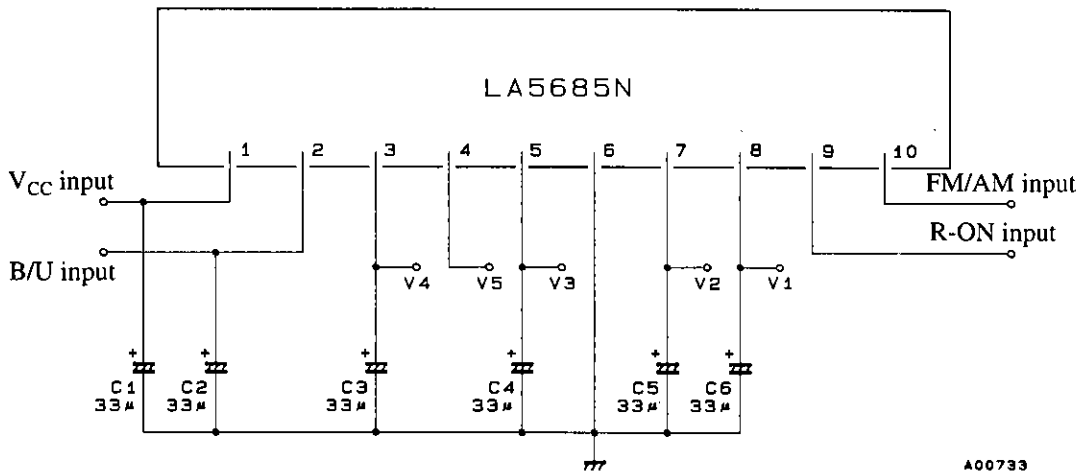 LA5685N
1 2 3 4 5 6 7 8 9 10
VCC input
FM/AM input
B/U input
R-ON input
V4 V5 V3 V2 V1
+ + + + + +
C1 C2 C3 C4 C5 C6
33μ 33μ 33μ 33μ 33μ 33μ
A00733